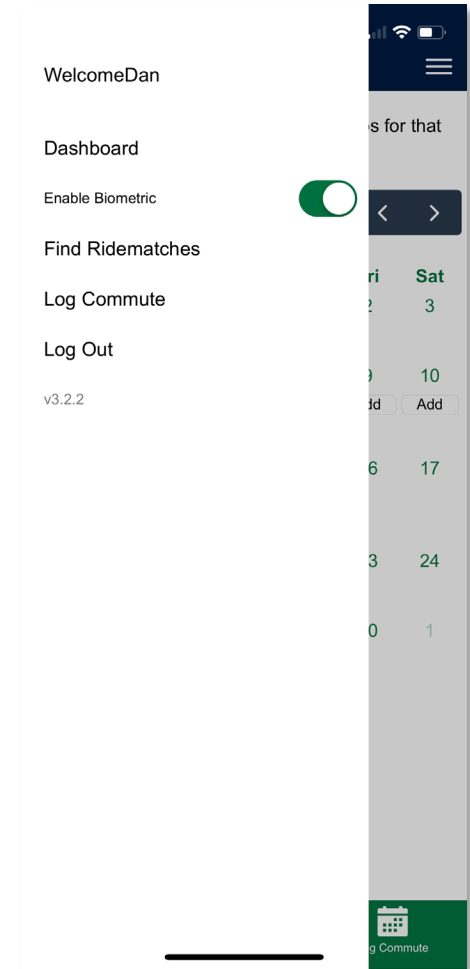 WelcomeDan
s for that
Dashboard
Enable Biometric
Find Ridematches
Log Commute
Log Out
v3.2.2
ri Sat
3
10
dd Add
6 17
3 24
0 1
g Commute